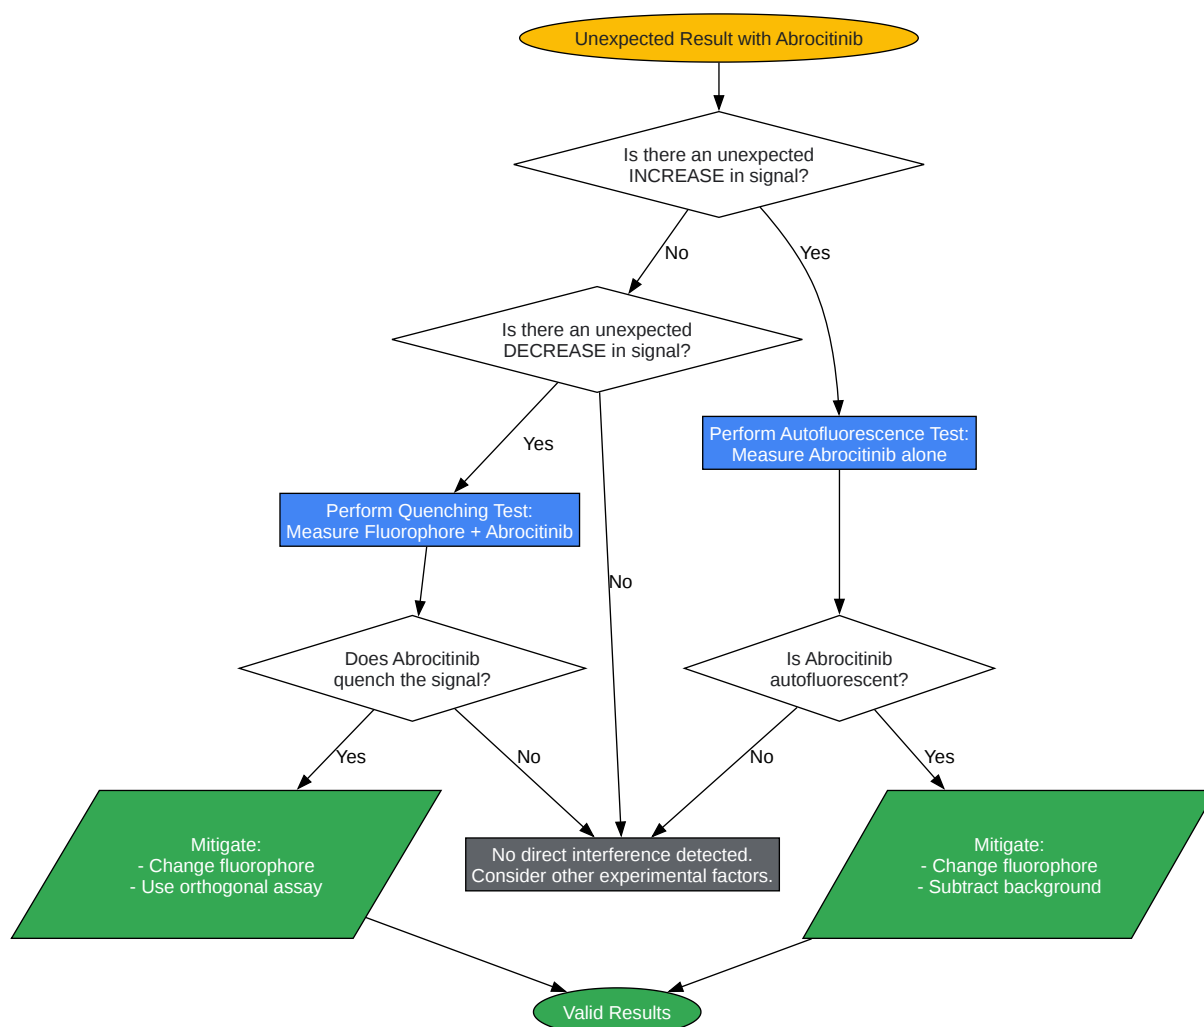 Unexpected Result with Abrocitinib
Is there an unexpected
INCREASE in signal?
No
Yes
Is there an unexpected
DECREASE in signal?
Perform Autofluorescence Test:
Measure Abrocitinib alone
Yes
Perform Quenching Test:
Measure Fluorophore + Abrocitinib
No
Does Abrocitinib
quench the signal?
Is Abrocitinib
autofluorescent?
Yes
No
No
Yes
Mitigate:
- Change fluorophore
- Use orthogonal assay
No direct interference detected.
Consider other experimental factors.
Mitigate:
- Change fluorophore
- Subtract background
Valid Results